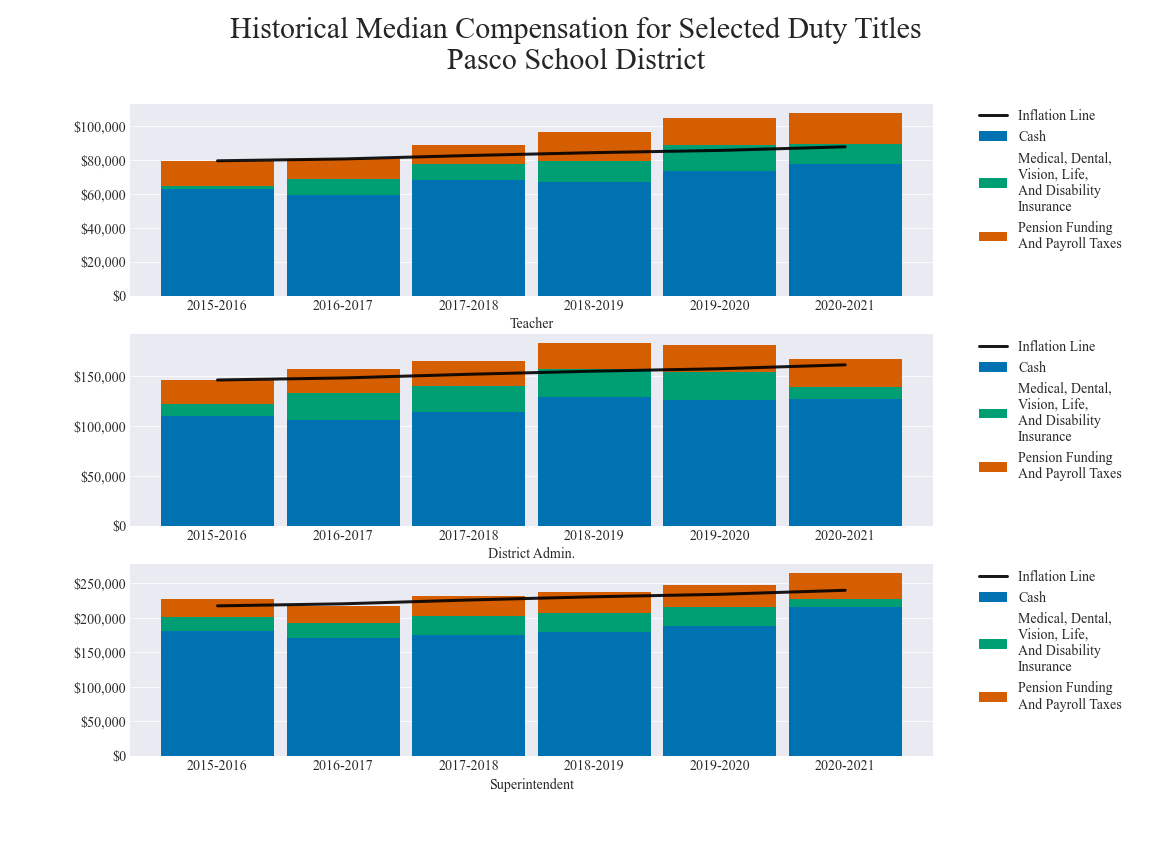 Historical Median Compensation for Selected Duty Titles
Pasco School District
$100,000
$80,000
$60,000
$40,000
$20,000
$0
2015-2016 2016-2017 2017-2018 2018-2019 2019-2020 2020-2021
Teacher
Inflation Line
Cash
Medical, Dental,
Vision, Life,
And Disability
Insurance
Pension Funding
And Payroll Taxes
$150,000
$100,000
$50,000
$0
2015-2016 2016-2017 2017-2018 2018-2019 2019-2020 2020-2021
District Admin.
Inflation Line
Cash
Medical, Dental,
Vision, Life,
And Disability
Insurance
Pension Funding
And Payroll Taxes
$250,000
$200,000
$150,000
$100,000
$50,000
$0
2015-2016 2016-2017 2017-2018 2018-2019 2019-2020 2020-2021
Superintendent
Inflation Line
Cash
Medical, Dental,
Vision, Life,
And Disability
Insurance
Pension Funding
And Payroll Taxes